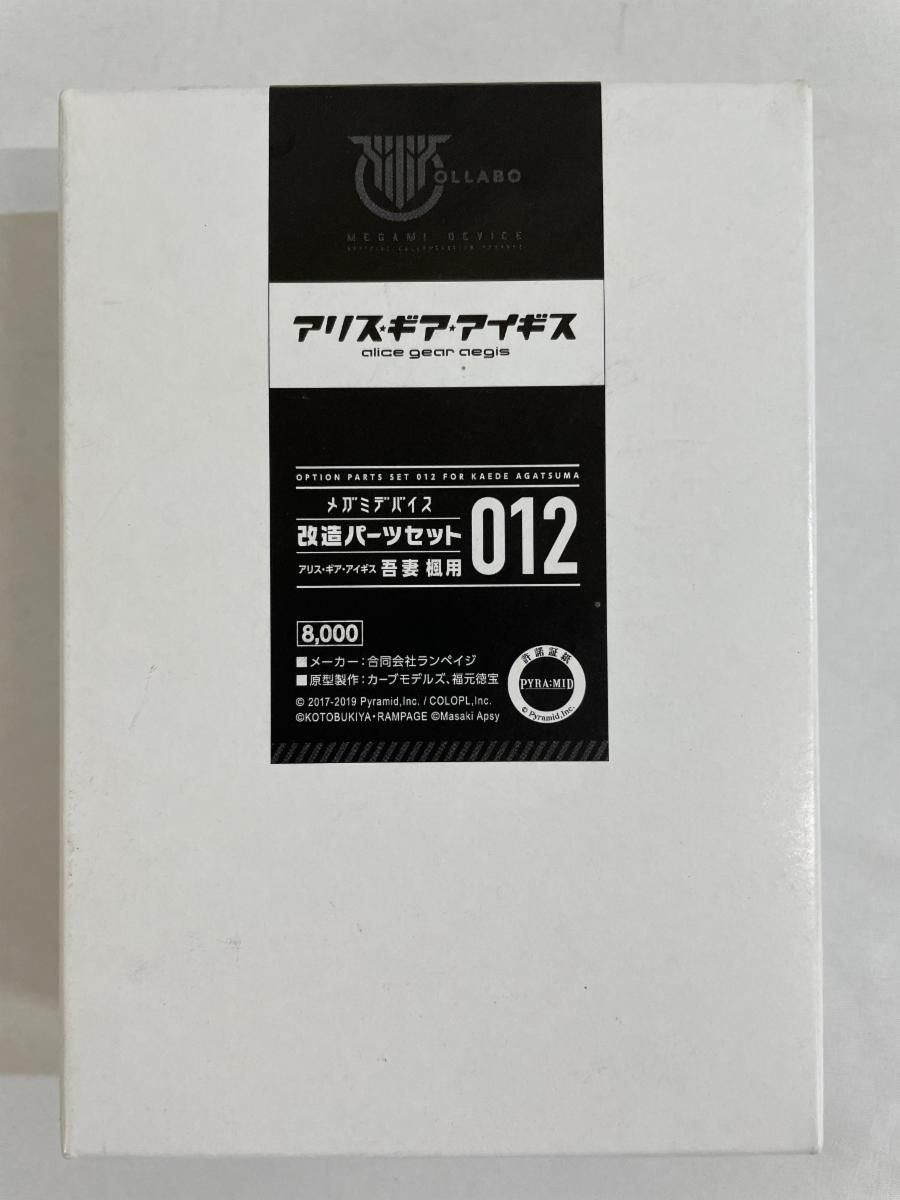 COLLABO
MEGAMI DEVICE
アリス★ギア★アイギス
alice gear aegis
OPTION PARTS SET 012 FOR KAEDE AGATSUMA
メガミデバイス
改造パーツセット
アリス・ギア・アイギス 吾妻 楓用
012
8,000
■メーカー:合同会社ランペイジ
■原型製作:カーブモデルズ、福元徳宝
© 2017-2019 Pyramid,Inc. / COLOPL,Inc.
©KOTOBUKIYA・RAMPAGE ©Masaki Apsy
許諾証紙
PYRA:MID
© Pyramid,Inc.